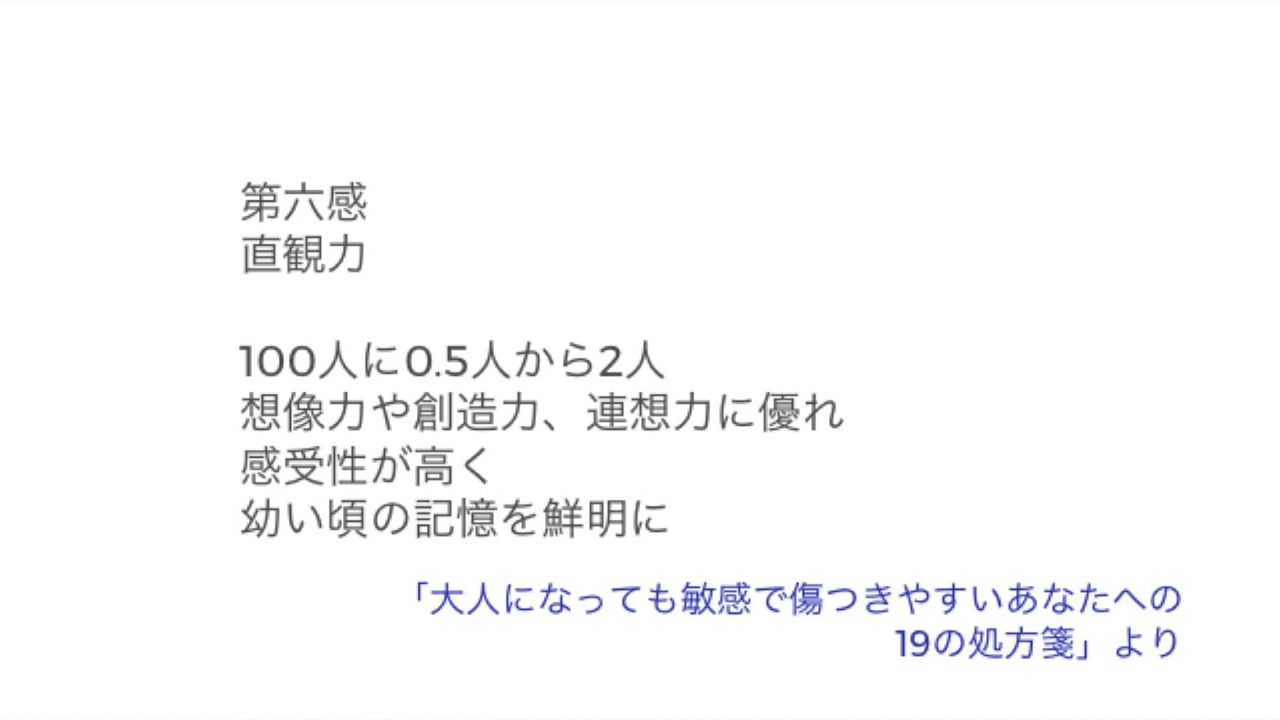 第六感
直観力
100人に0.5人から2人
想像力や創造力、連想力に優れ
感受性が高く
幼い頃の記憶を鮮明に
「大人になっても敏感で傷つきやすいあなたへの
19の処方箋」より